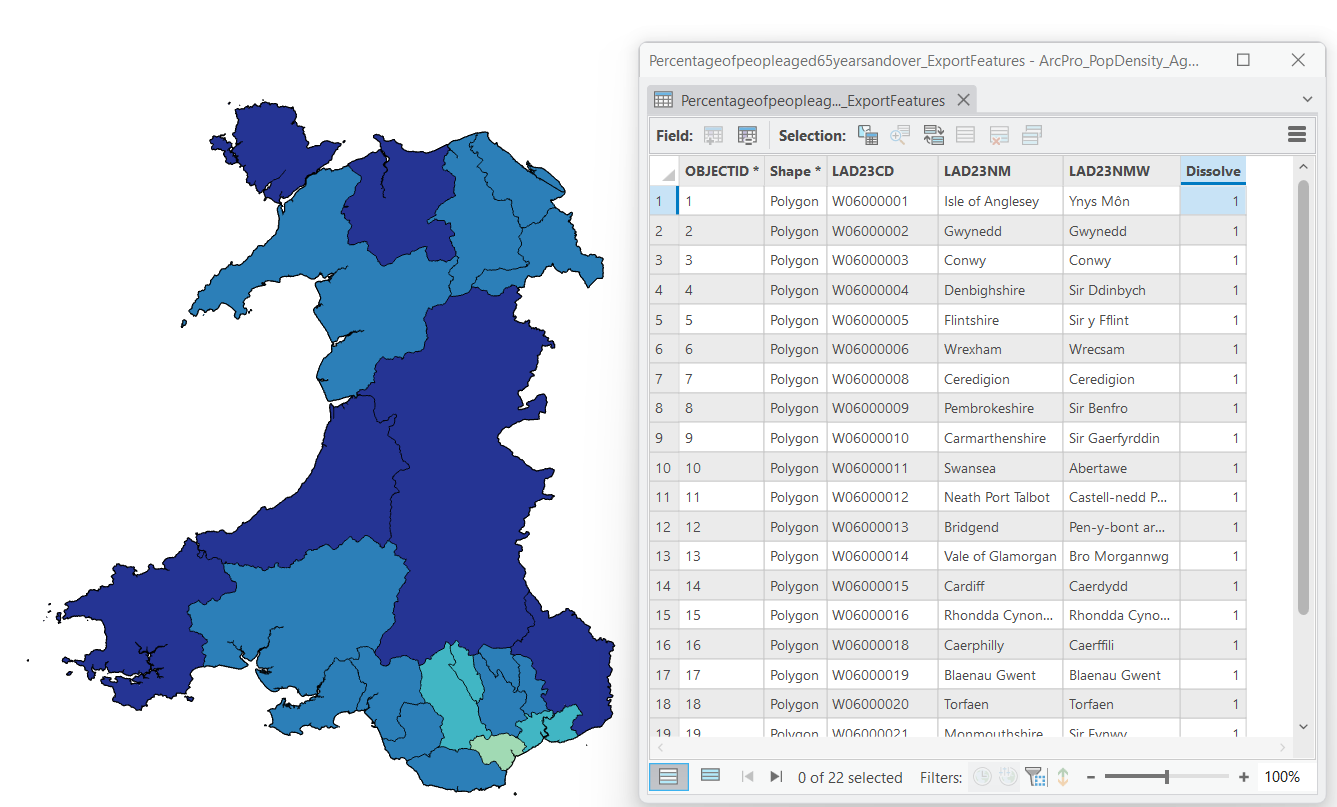 Percentageofpeopleaged65yearsandover_ExportFeatures - ArcPro_PopDensity_Ag...
Percentageofpeopleag..._ExportFeatures
Field: Selection:
OBJECTID * Shape * LAD23CD LAD23NM LAD23NMW Dissolve
1 1 Polygon W06000001 Isle of Anglesey Ynys Môn 1
2 2 Polygon W06000002 Gwynedd Gwynedd 1
3 3 Polygon W06000003 Conwy Conwy 1
4 4 Polygon W06000004 Denbighshire Sir Ddinbych 1
5 5 Polygon W06000005 Flintshire Sir y Fflint 1
6 6 Polygon W06000006 Wrexham Wrecsam 1
7 7 Polygon W06000008 Ceredigion Ceredigion 1
8 8 Polygon W06000009 Pembrokeshire Sir Benfro 1
9 9 Polygon W06000010 Carmarthenshire Sir Gaerfyrddin 1
10 10 Polygon W06000011 Swansea Abertawe 1
11 11 Polygon W06000012 Neath Port Talbot Castell-nedd P... 1
12 12 Polygon W06000013 Bridgend Pen-y-bont ar... 1
13 13 Polygon W06000014 Vale of Glamorgan Bro Morgannwg 1
14 14 Polygon W06000015 Cardiff Caerdydd 1
15 15 Polygon W06000016 Rhondda Cynon... Rhondda Cyno... 1
16 16 Polygon W06000018 Caerphilly Caerffili 1
17 17 Polygon W06000019 Blaenau Gwent Blaenau Gwent 1
18 18 Polygon W06000020 Torfaen Torfaen 1
19 19 Polygon W06000021 Monmouthshire Sir Fynwy 1
0 of 22 selected Filters: - + 100%